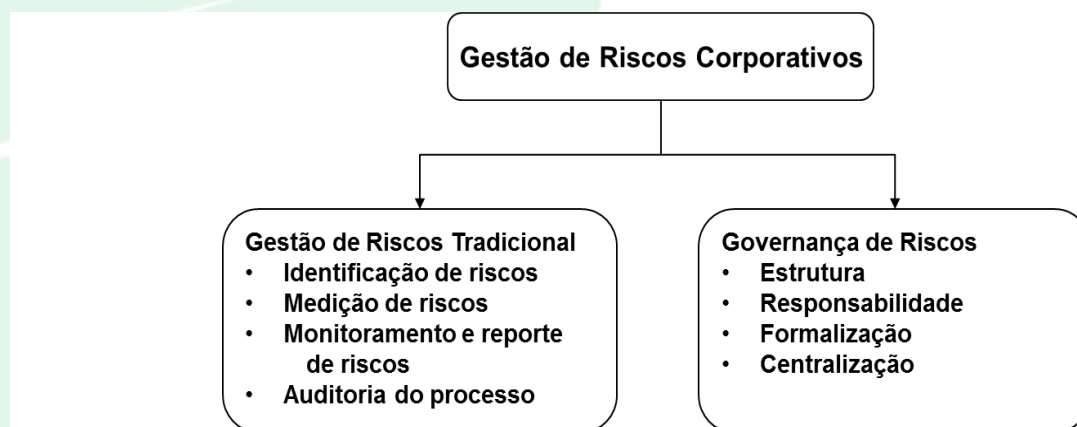 Gestão de Riscos Corporativos
Gestão de Riscos Tradicional
• Identificação de riscos
• Medição de riscos
• Monitoramento e reporte
de riscos
• Auditoria do processo
Governança de Riscos
• Estrutura
• Responsabilidade
• Formalização
• Centralização